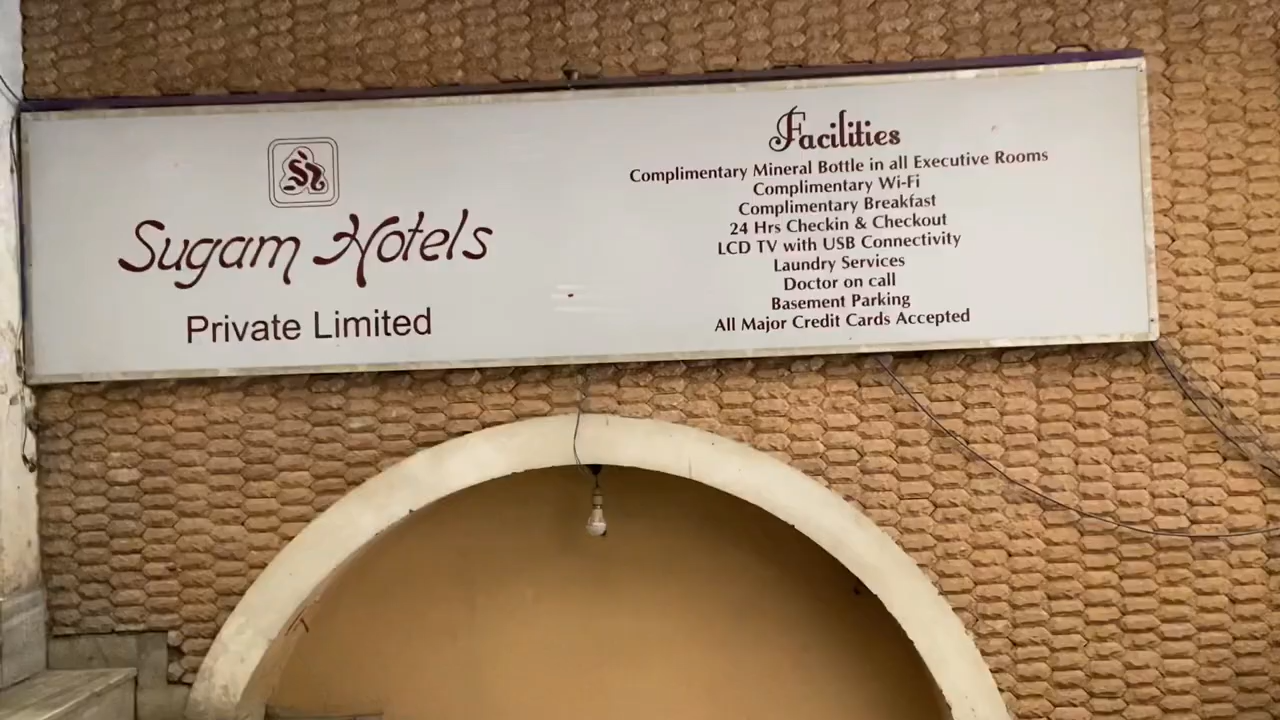 Sugam Hotels
Private Limited
Facilities
Complimentary Mineral Bottle in all Executive Rooms
Complimentary Wi-Fi
Complimentary Breakfast
24 Hrs Checkin & Checkout
LCD TV with USB Connectivity
Laundry Services
Doctor on call
Basement Parking
All Major Credit Cards Accepted